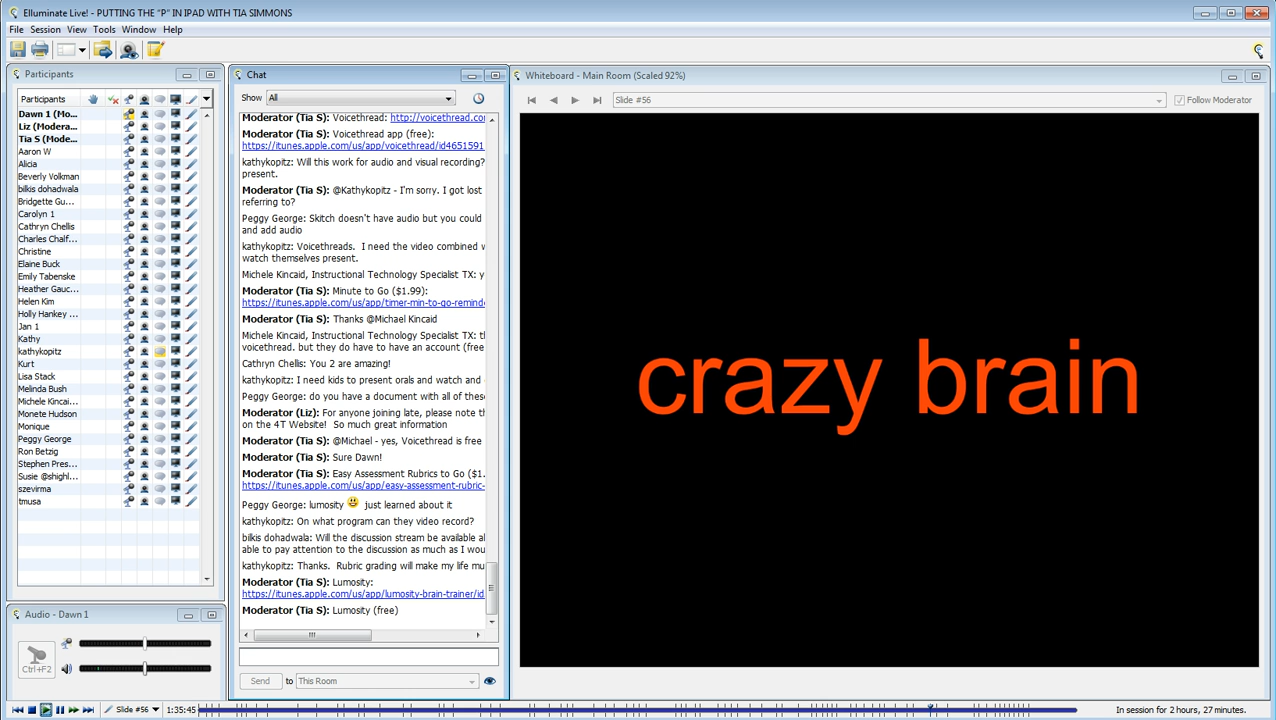 Elluminate Live! - PUTTING THE "P" IN IPAD WITH TIA SIMMONS
File Session View Tools Window Help
Participants
Participants
Dawn 1 (Mo...
Liz (Modera...
Tia S (Mode...
Aaron W
Alicia
Beverly Volkman
bilkis dohadwala
Bridgette Gu...
Carolyn 1
Cathryn Chellis
Charles Chalf...
Christine
Elaine Buck
Emily Tabenske
Heather Gauc...
Helen Kim
Holly Hankey ...
Jan 1
Kathy
kathykopitz
Kurt
Lisa Stack
Melinda Bush
Michele Kincai...
Monete Hudson
Monique
Peggy George
Ron Betzig
Stephen Pres...
Susie @shighl...
szevirma
tmusa
Audio - Dawn 1
Ctrl+F2
Chat
Show All
Moderator (Tia S): Voicethread: http://voicethread.co
Moderator (Tia S): Voicethread app (free):
https://itunes.apple.com/us/app/voicethread/id4651591
kathykopitz: Will this work for audio and visual recording?
present.
Moderator (Tia S): @Kathykopitz - I'm sorry. I got lost
referring to?
Peggy George: Skitch doesn't have audio but you could
and add audio
kathykopitz: Voicethreads. I need the video combined w
watch themselves present.
Michele Kincaid, Instructional Technology Specialist TX: y
Moderator (Tia S): Minute to Go ($1.99):
https://itunes.apple.com/us/app/timer-min-to-go-reminde
Moderator (Tia S): Thanks @Michael Kincaid
Michele Kincaid, Instructional Technology Specialist TX: th
voicethread. but they do have to have an account (free
Cathryn Chellis: You 2 are amazing!
kathykopitz: I need kids to present orals and watch and
Peggy George: do you have a document with all of these
Moderator (Liz): For anyone joining late, please note th
on the 4T Website! So much great information
Moderator (Tia S): @Michael - yes, Voicethread is free
Moderator (Tia S): Sure Dawn!
Moderator (Tia S): Easy Assessment Rubrics to Go ($1.
https://itunes.apple.com/us/app/easy-assessment-rubric-
Peggy George: lumosity just learned about it
kathykopitz: On what program can they video record?
bilkis dohadwala: Will the discussion stream be available al
able to pay attention to the discussion as much as I wou
kathykopitz: Thanks. Rubric grading will make my life mu
Moderator (Tia S): Lumosity:
https://itunes.apple.com/us/app/lumosity-brain-trainer/id
Moderator (Tia S): Lumosity (free)
Send to This Room
Whiteboard - Main Room (Scaled 92%)
Slide #56 Follow Moderator
crazy brain
Slide #56 1:35:45 In session for 2 hours, 27 minutes.